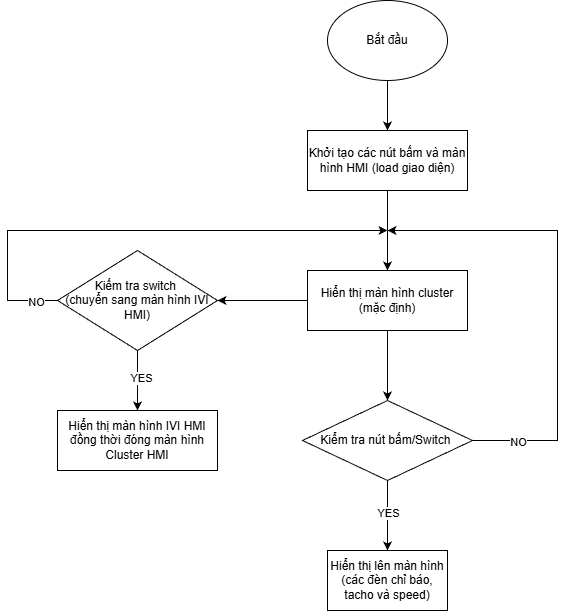 Bắt đầu
Khởi tạo các nút bấm và màn
hình HMI (load giao diện)
Kiếm tra switch
(chuyển sang màn hình IVI
HMI)
NO
Hiển thị màn hình cluster
(mặc định)
YES
Hiển thị màn hình IVI HMI
đồng thời đóng màn hình
Cluster HMI
Kiểm tra nút bấm/Switch
NO
YES
Hiển thị lên màn hình
(các đèn chỉ báo,
tacho và speed)